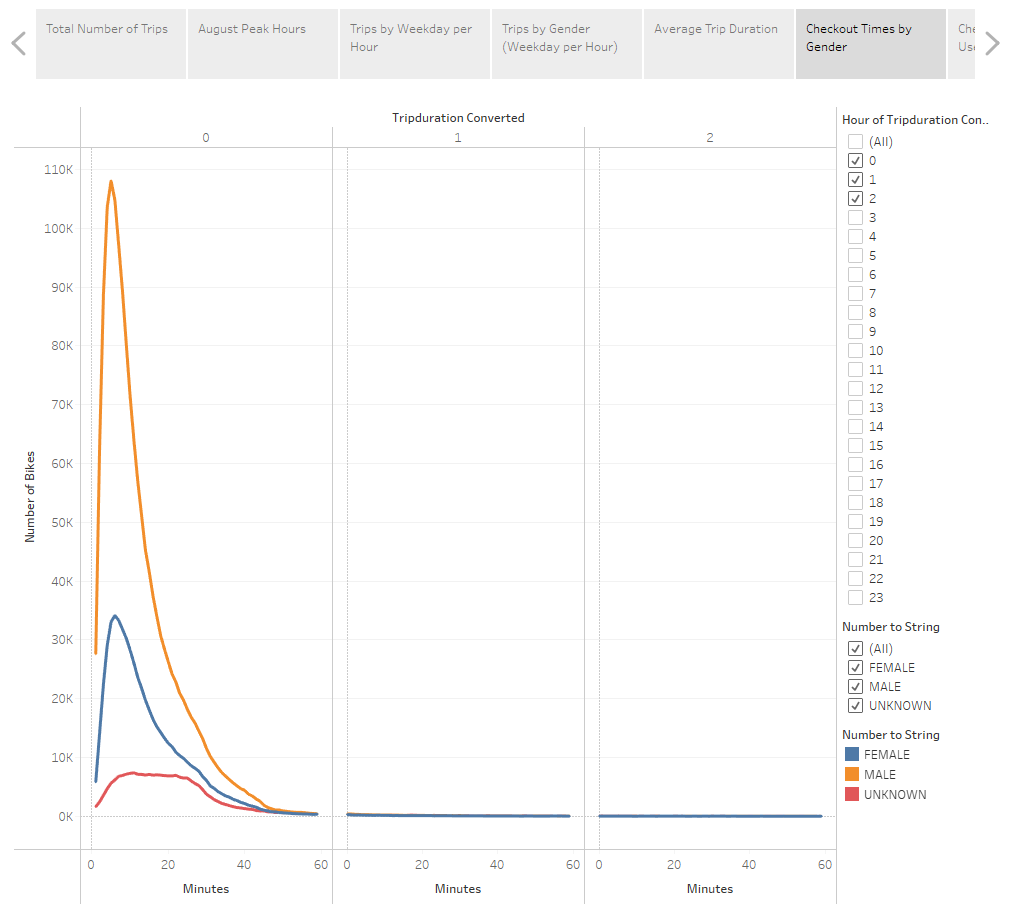 Total Number of Trips
August Peak Hours
Trips by Weekday per
Hour
Trips by Gender
(Weekday per Hour)
Average Trip Duration
Checkout Times by
Gender
Tripduration Converted
0
1
2
110K
100K
90K
80K
70K
60K
50K
40K
30K
20K
10K
0K
Number of Bikes
0
20
40
60
0
20
40
60
0
20
40
60
Minutes
Minutes
Minutes
Hour of Tripduration Con..
(All)
0
1
2
3
4
5
6
7
8
9
10
11
12
13
14
15
16
17
18
19
20
21
22
23
Number to String
(All)
FEMALE
MALE
UNKNOWN
Number to String
FEMALE
MALE
UNKNOWN